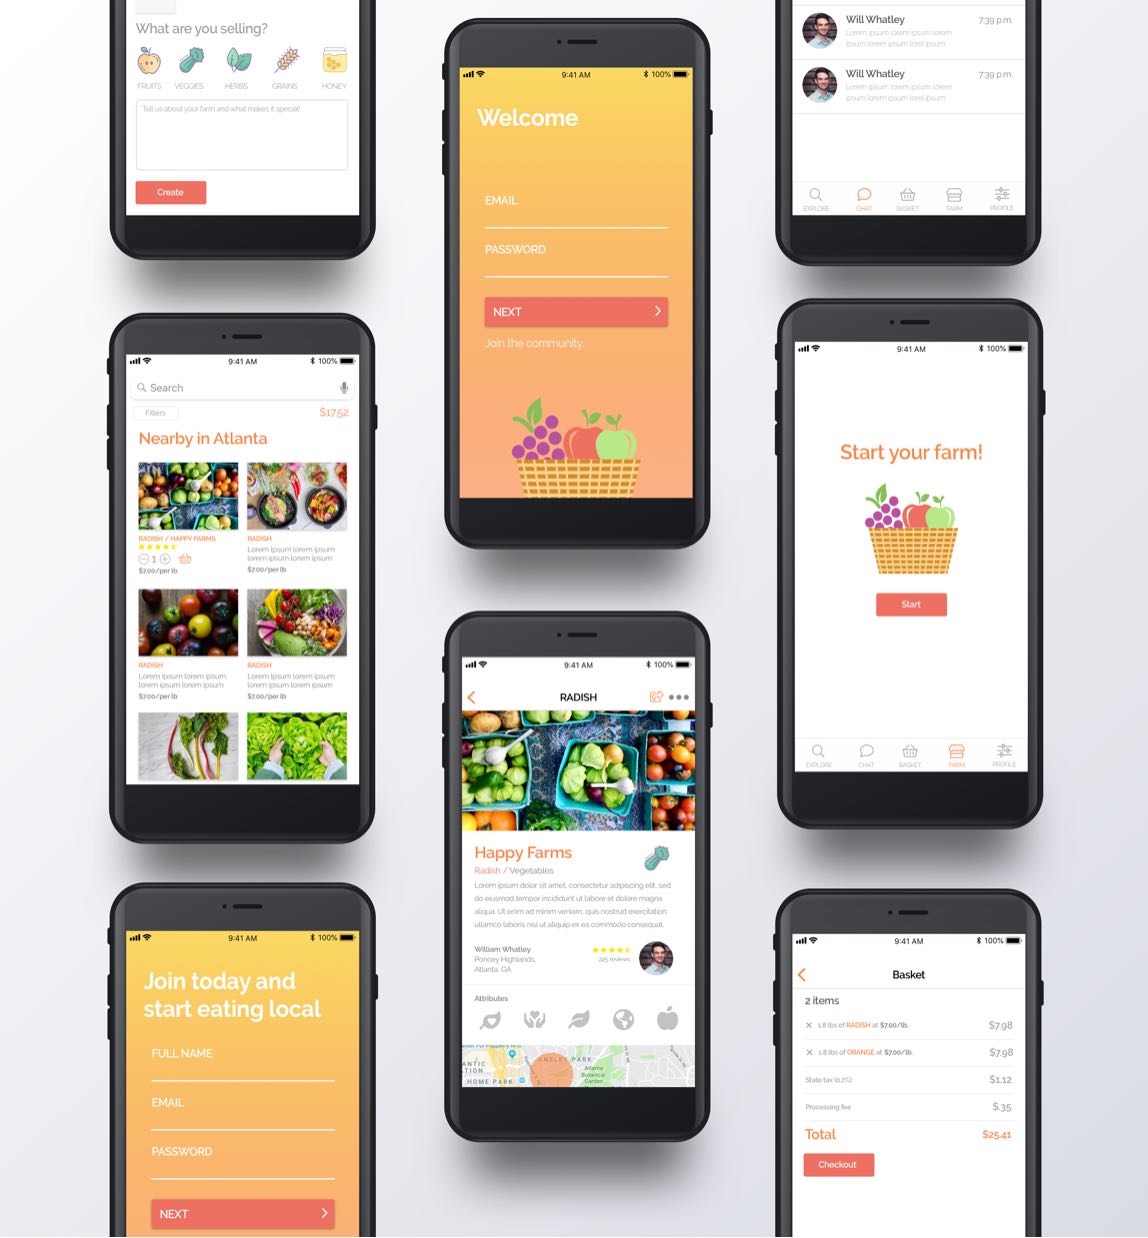 What are you selling?
FRUITS VEGGIES HERBS GRAINS HONEY
Tell us about your farm and what makes it special!
Create
9:41 AM 100%
Search
Filters $17.52
Nearby in Atlanta
RADISH / HAPPY FARMS
1
$7.00/per lb
RADISH
Lorem Ipsum lorem ipsum
lorem ipsum lorem ipsum
$7.00/per lb
RADISH
Lorem Ipsum lorem ipsum
lorem ipsum lorem ipsum
$7.00/per lb
RADISH
Lorem Ipsum lorem ipsum
lorem ipsum lorem ipsum
$7.00/per lb
9:41 AM 100%
Join today and
start eating local
FULL NAME
EMAIL
PASSWORD
NEXT
9:41 AM 100%
Welcome
EMAIL
PASSWORD
NEXT
Join the community.
9:41 AM 100%
RADISH
Happy Farms
Radish / Vegetables
Lorem ipsum dolor sit amet, consectetur adipiscing elit, sed
do eiusmod tempor incididunt ut labore et dolore magna
aliqua. Ut enim ad minim veniam, quis nostrud exercitation
ullamco laboris nisi ut aliquip ex ea commodo consequat.
William Whatley
Poncey Highlands,
Atlanta, GA
225 reviews
Attributes
ANSLEY PARK
HOME PARK
Atlanta
Botanical
Garden
Will Whatley 7:39 p.m.
Lorem ipsum lorem ipsum lorem
ipsum lorem ipsum lorel ipsum
Will Whatley 7:39 p.m.
Lorem ipsum lorem ipsum lorem
ipsum lorem ipsum lorel ipsum
EXPLORE CHAT BASKET FARM PROFILE
9:41 AM 100%
Start your farm!
Start
EXPLORE CHAT BASKET FARM PROFILE
9:41 AM 100%
Basket
2 items
1.8 lbs of RADISH at $7.00/lb. $7.98
1.8 lbs of ORANGE at $7.00/lb. $7.98
State tax (0.7%) $1.12
Processing fee $.35
Total $25.41
Checkout